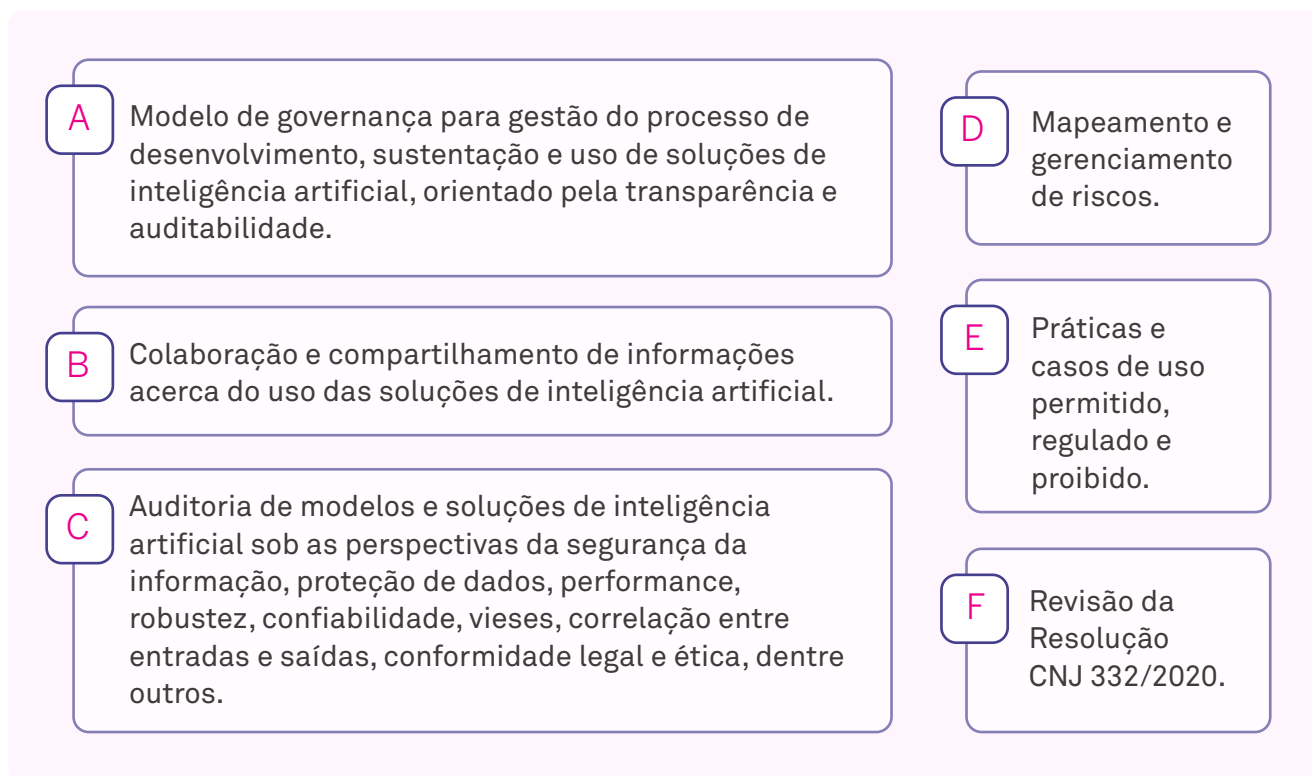 A
Modelo de governança para gestão do processo de
desenvolvimento, sustentação e uso de soluções de
inteligência artificial, orientado pela transparência e
auditabilidade.
B
Colaboração e compartilhamento de informações
acerca do uso das soluções de inteligência artificial.
C
Auditoria de modelos e soluções de inteligência
artificial sob as perspectivas da segurança da
informação, proteção de dados, performance,
robustez, confiabilidade, vieses, correlação entre
entradas e saídas, conformidade legal e ética, dentre
outros.
D
Mapeamento e
gerenciamento
de riscos.
E
Práticas e
casos de uso
permitido,
regulado e
proibido.
F
Revisão da
Resolução
CNJ 332/2020.